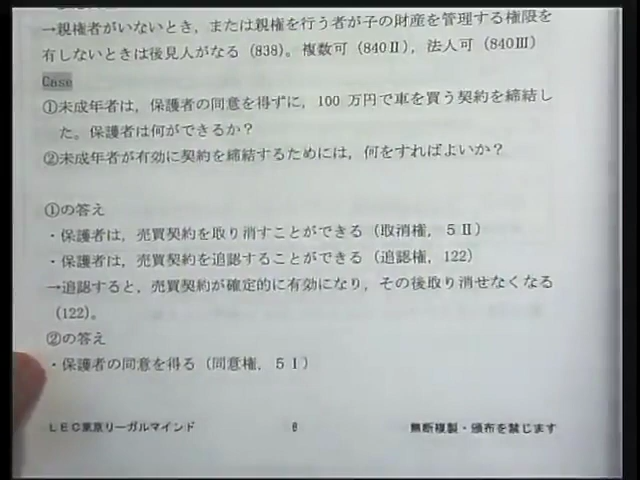 →親権者がいないとき，または親権を行う者が子の財産を管理する権限を
有しないときは後見人がなる（838）。複数可（840Ⅱ），法人可（840Ⅲ）
Case
①未成年者は，保護者の同意を得ずに，100 万円で車を買う契約を締結し
た。保護者は何ができるか？
②未成年者が有効に契約を締結するためには，何をすればよいか？
①の答え
・保護者は，売買契約を取り消すことができる（取消権，５Ⅱ）
・保護者は，売買契約を追認することができる（追認権，122）
→追認すると，売買契約が確定的に有効になり，その後取り消せなくなる
（122）。
②の答え
・保護者の同意を得る（同意権，５Ⅰ）
ＬＥＣ東京リーガルマインド 8 無断複製・頒布を禁じます